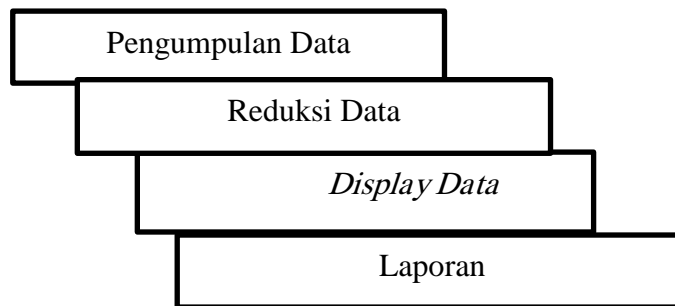 Pengumpulan Data
Reduksi Data
Display Data
Laporan